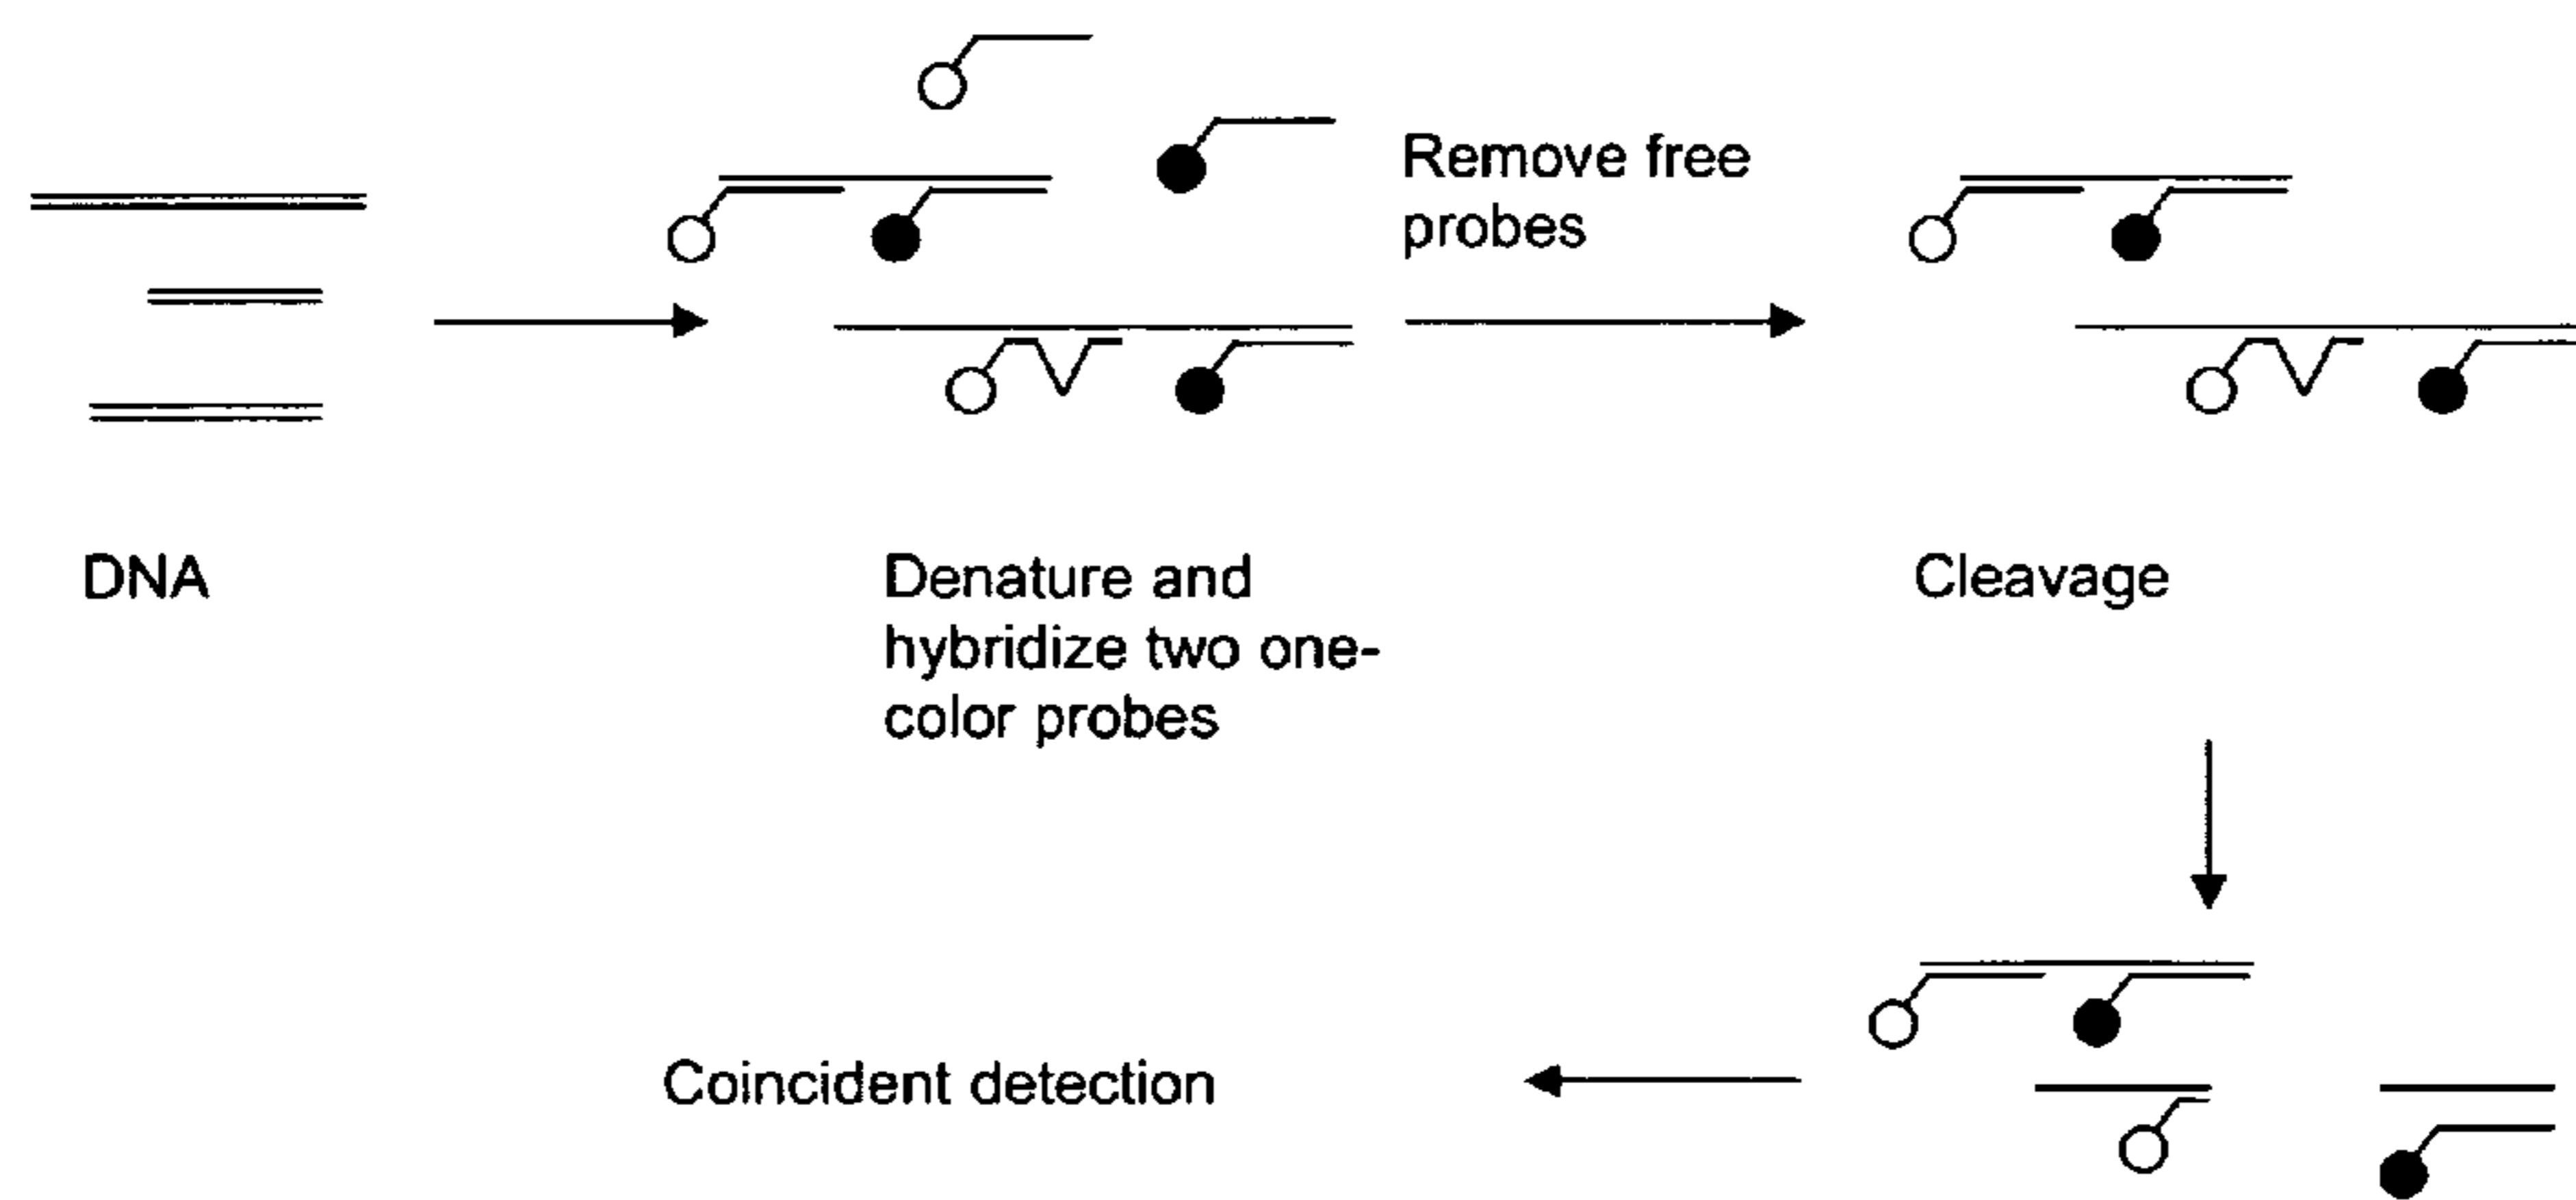 Remove free
probes
DNA
Denature and
hybridize two one-
color probes
Cleavage
Coincident detection